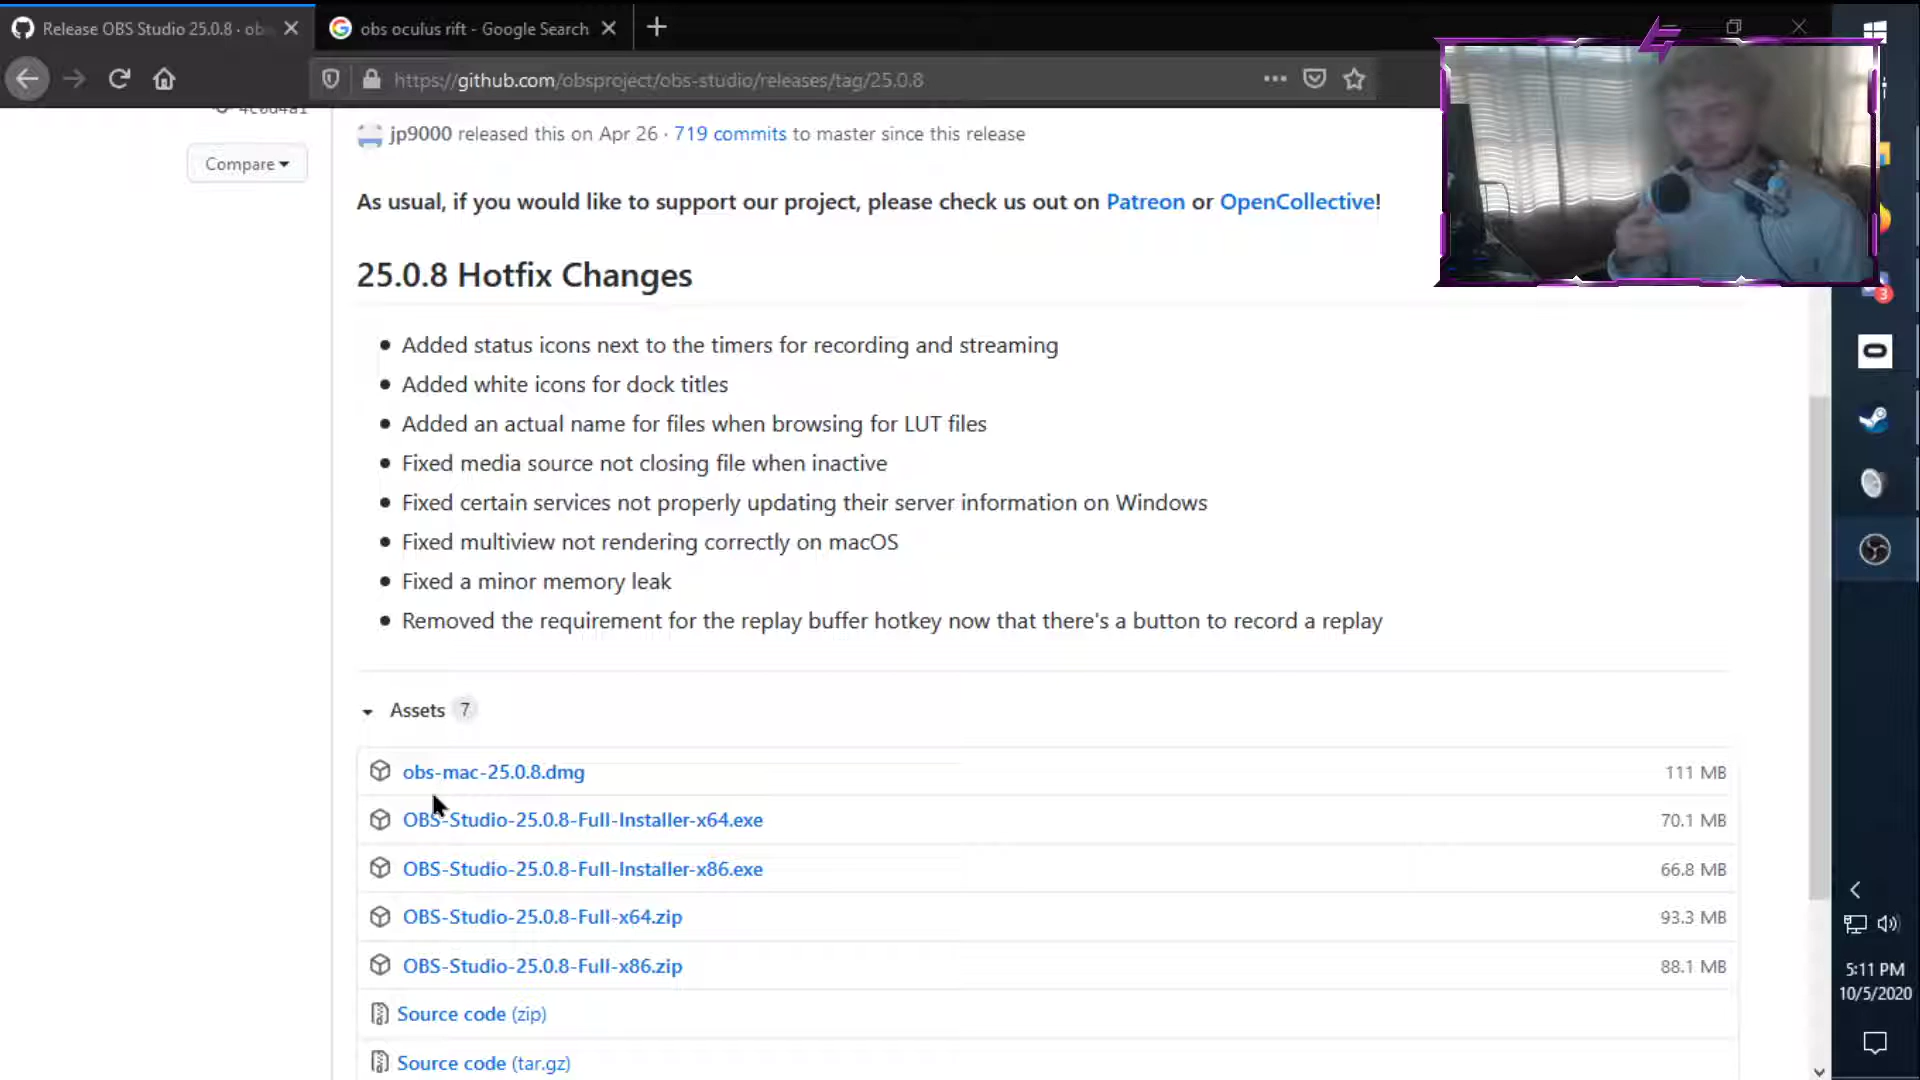 Release OBS Studio 25.0.8 · obs
obs oculus rift - Google Search
https://github.com/obsproject/obs-studio/releases/tag/25.0.8
4c0d4a1
Compare
jp9000 released this on Apr 26 · 719 commits to master since this release
As usual, if you would like to support our project, please check us out on Patreon or OpenCollective!
25.0.8 Hotfix Changes
Added status icons next to the timers for recording and streaming
Added white icons for dock titles
Added an actual name for files when browsing for LUT files
Fixed media source not closing file when inactive
Fixed certain services not properly updating their server information on Windows
Fixed multiview not rendering correctly on macOS
Fixed a minor memory leak
Removed the requirement for the replay buffer hotkey now that there's a button to record a replay
Assets 7
obs-mac-25.0.8.dmg 111 MB
OBS-Studio-25.0.8-Full-Installer-x64.exe 70.1 MB
OBS-Studio-25.0.8-Full-Installer-x86.exe 66.8 MB
OBS-Studio-25.0.8-Full-x64.zip 93.3 MB
OBS-Studio-25.0.8-Full-x86.zip 88.1 MB
Source code (zip)
Source code (tar.gz)
3
5:11 PM
10/5/2020